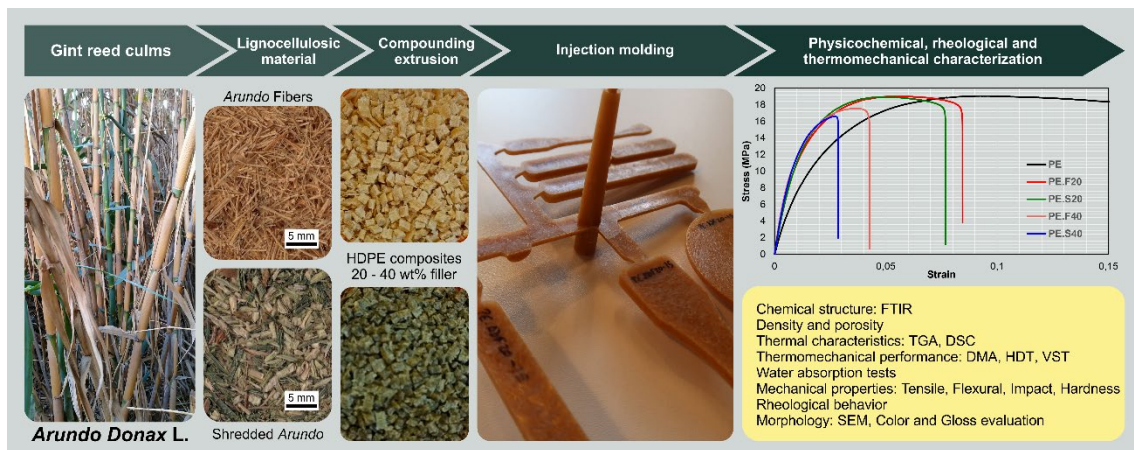 Gint reed culms
Lignocellulosic
material
Compounding
extrusion
Injection molding
Physicochemical, rheological and
thermomechanical characterization
Arundo Fibers
5 mm
HDPE composites
20 - 40 wt% filler
5 mm
Arundo Donax L.
Shredded Arundo
Stress (MPa)
20
18
16
14
12
10
8
6
4
2
0
0
0,05
0,1
0,15
Strain
PE
PE.F20
PE.S20
PE.F40
PE.S40
Chemical structure: FTIR
Density and porosity
Thermal characteristics: TGA, DSC
Thermomechanical performance: DMA, HDT, VST
Water absorption tests
Mechanical properties: Tensile, Flexural, Impact, Hardness
Rheological behavior
Morphology: SEM, Color and Gloss evaluation